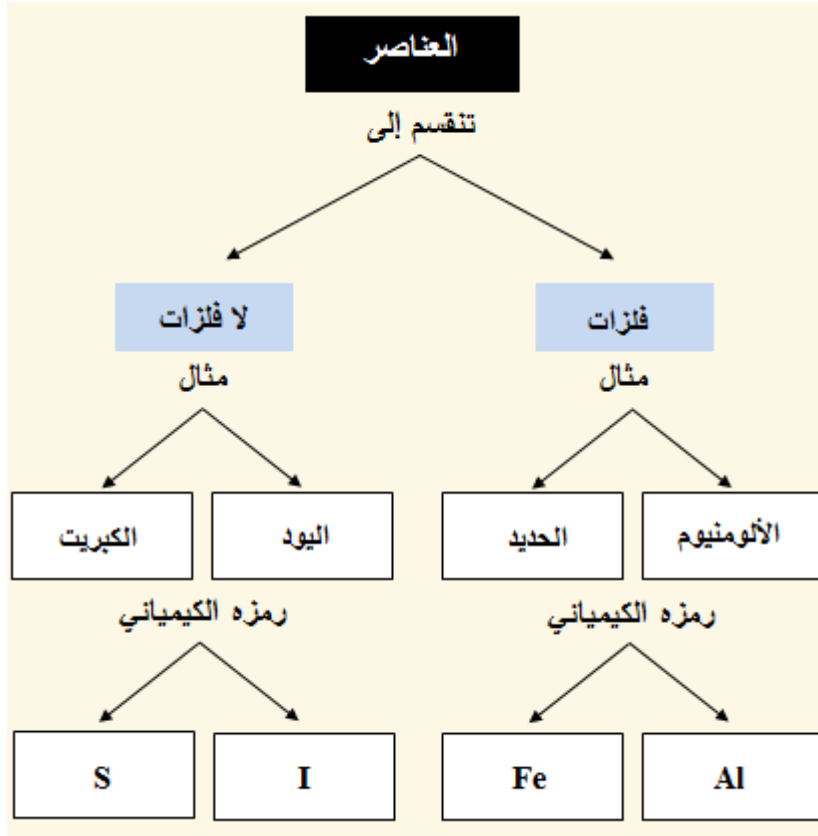 العناصر
تنقسم إلى
فلزات
لا فلزات
مثال
مثال
الألومنيوم
الحديد
اليود
الكبريت
رمزه الكيميائي
رمزه الكيميائي
Al
Fe
I
S